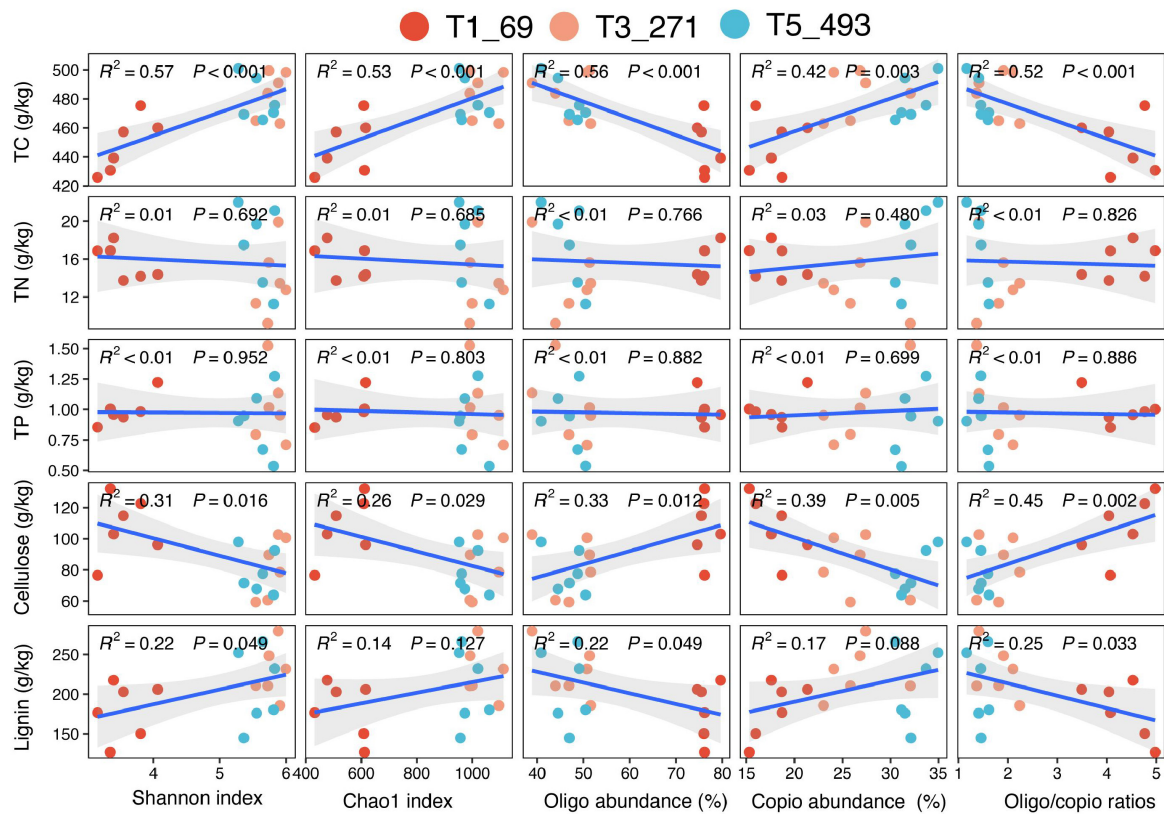 T1_69 T3_271 T5_493
TC (g/kg)
500
480
460
440
420
R² = 0.57 P < 0.001
R² = 0.53 P < 0.001
R² = 0.56 P < 0.001
R² = 0.42 P = 0.003
R² = 0.52 P < 0.001
TN (g/kg)
20
16
12
R² = 0.01 P = 0.692
R² = 0.01 P = 0.685
R² < 0.01 P = 0.766
R² = 0.03 P = 0.480
R² < 0.01 P = 0.826
TP (g/kg)
1.50
1.25
1.00
0.75
0.50
R² < 0.01 P = 0.952
R² < 0.01 P = 0.803
R² < 0.01 P = 0.882
R² < 0.01 P = 0.699
R² < 0.01 P = 0.886
Cellulose (g/kg)
120
100
80
60
R² = 0.31 P = 0.016
R² = 0.26 P = 0.029
R² = 0.33 P = 0.012
R² = 0.39 P = 0.005
R² = 0.45 P = 0.002
Lignin (g/kg)
250
200
150
R² = 0.22 P = 0.049
R² = 0.14 P = 0.127
R² = 0.22 P = 0.049
R² = 0.17 P = 0.088
R² = 0.25 P = 0.033
4 5 6
400 600 800 1000
40 50 60 70 80
15 20 25 30 35
1 2 3 4 5
Shannon index
Chao1 index
Oligo abundance (%)
Copio abundance (%)
Oligo/copio ratios